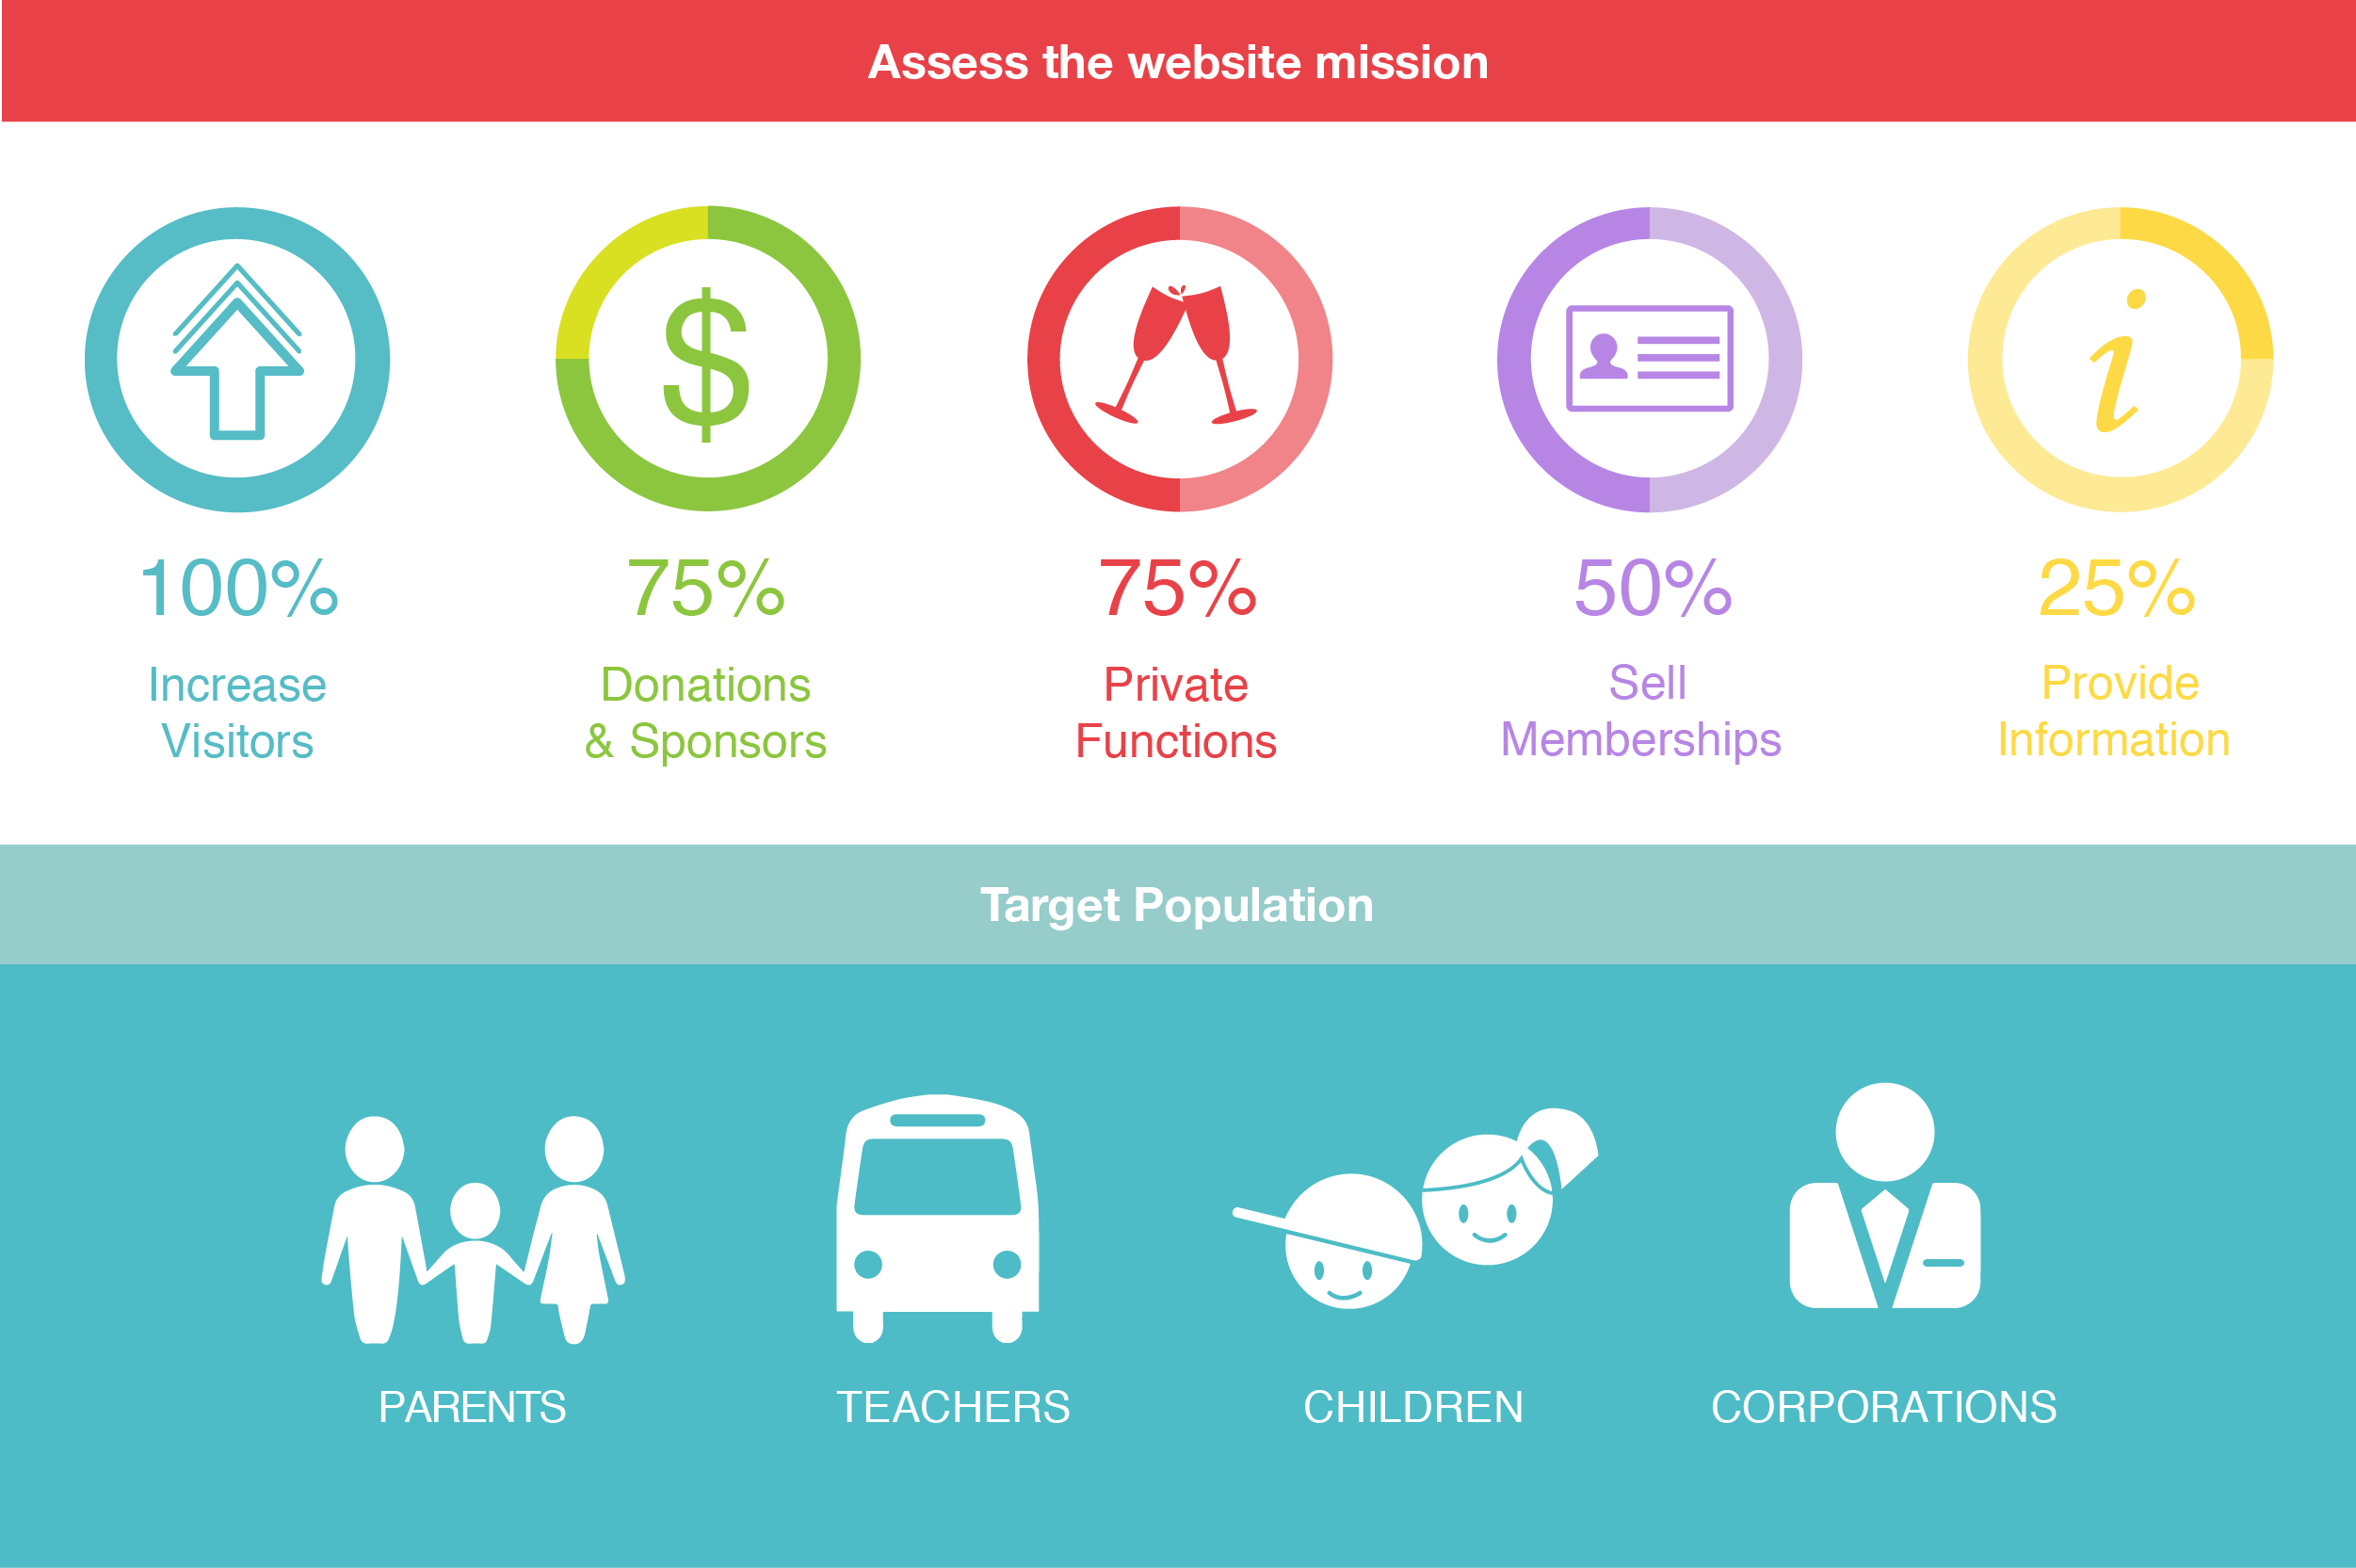 Assess the website mission
100%
75%
75%
50%
25%
Increase
Visitors
Donations
& Sponsors
Private
Functions
Sell
Memberships
Provide
Information
Target Population
PARENTS
TEACHERS
CHILDREN
CORPORATIONS